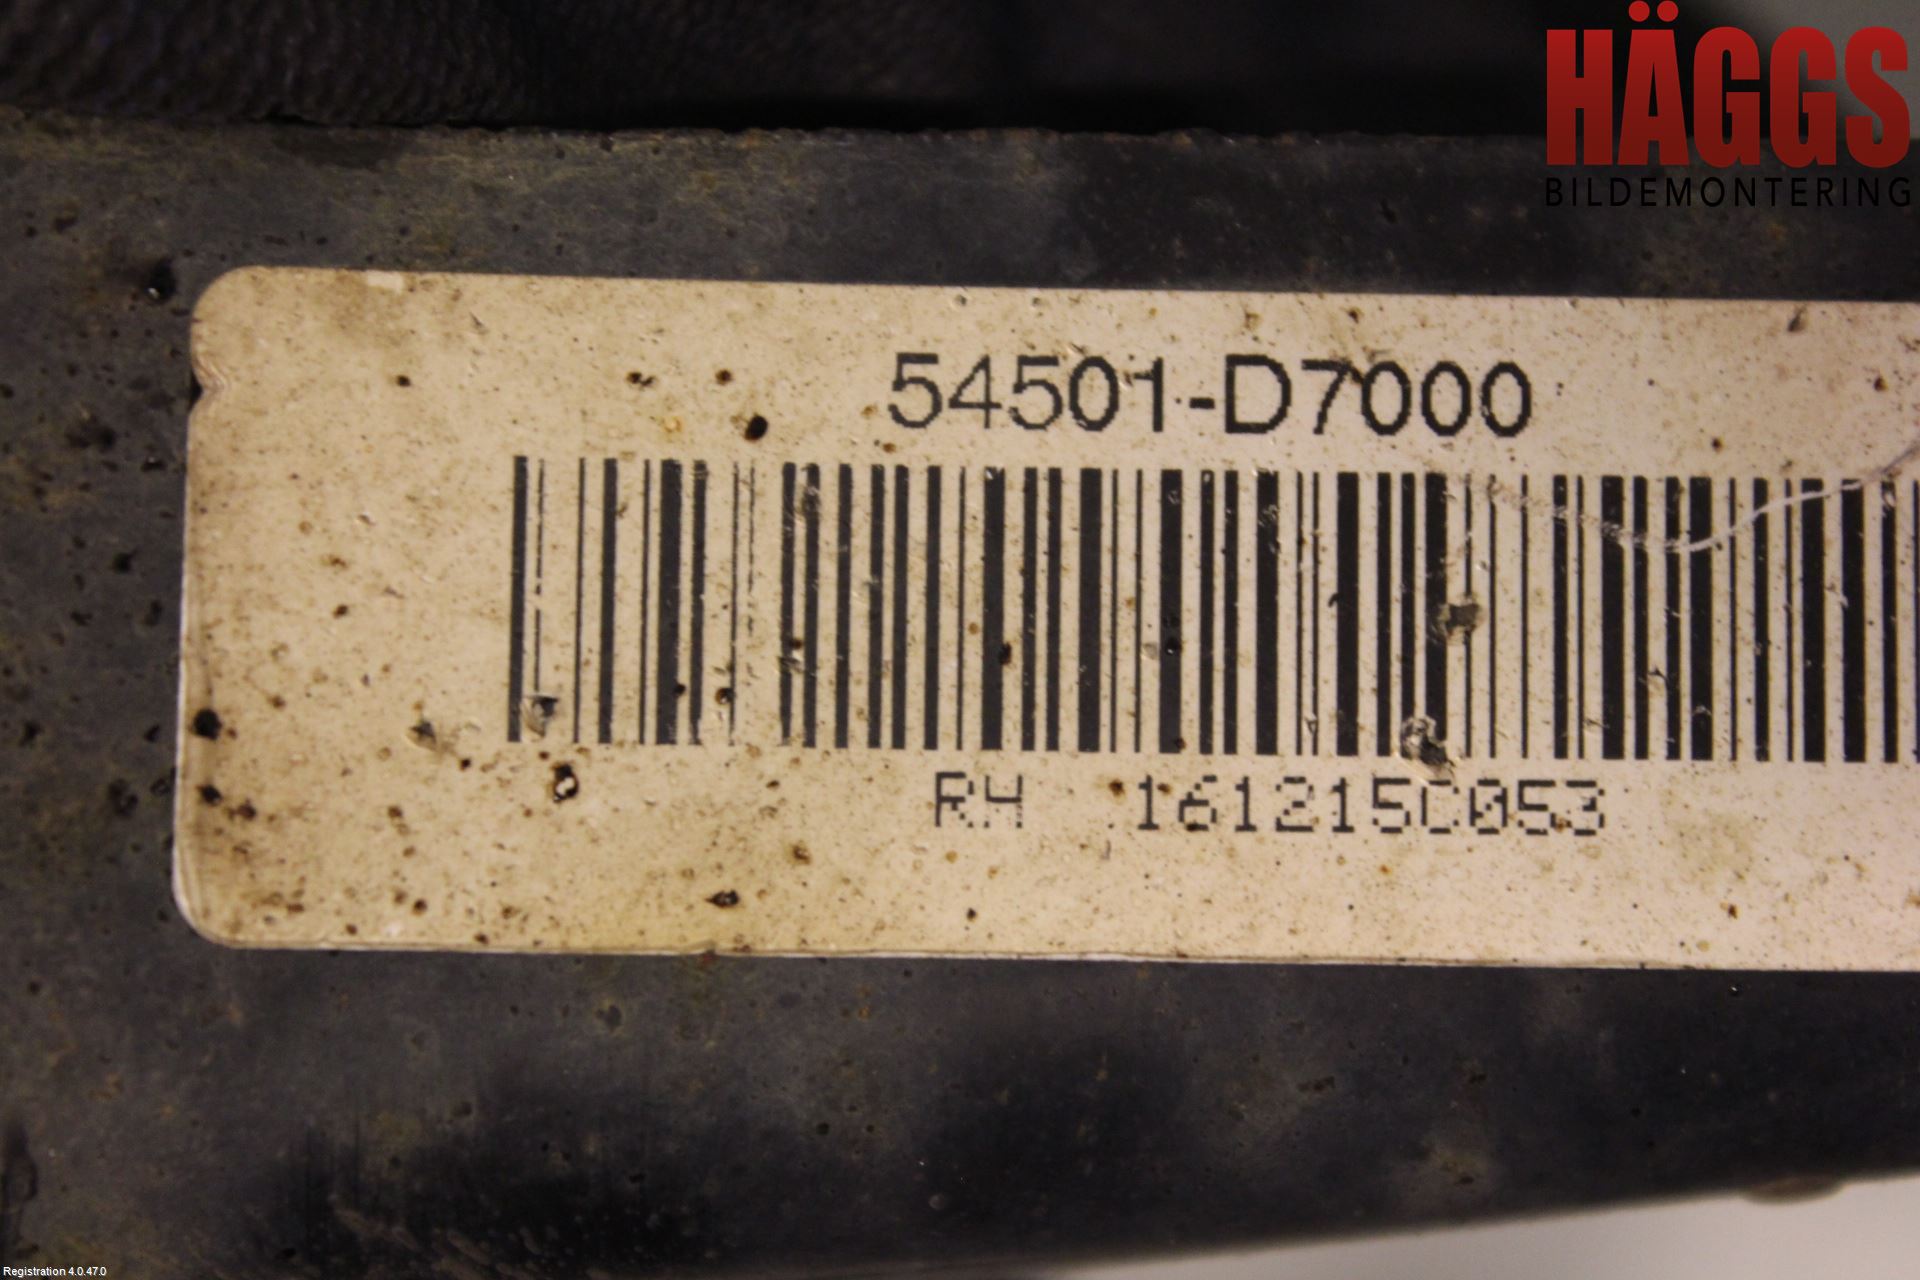 HÄGGS
BILDEMONTERING
54501-D7000
RH 161215C053
Registration 4.0.47.0